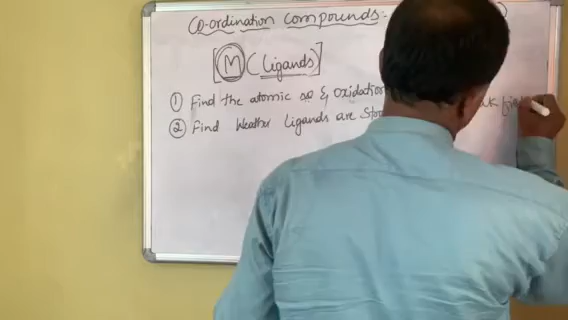 Co-ordination Compounds:
[M(Ligands)]
① Find the atomic no & Oxidation
② Find Weather Ligands are